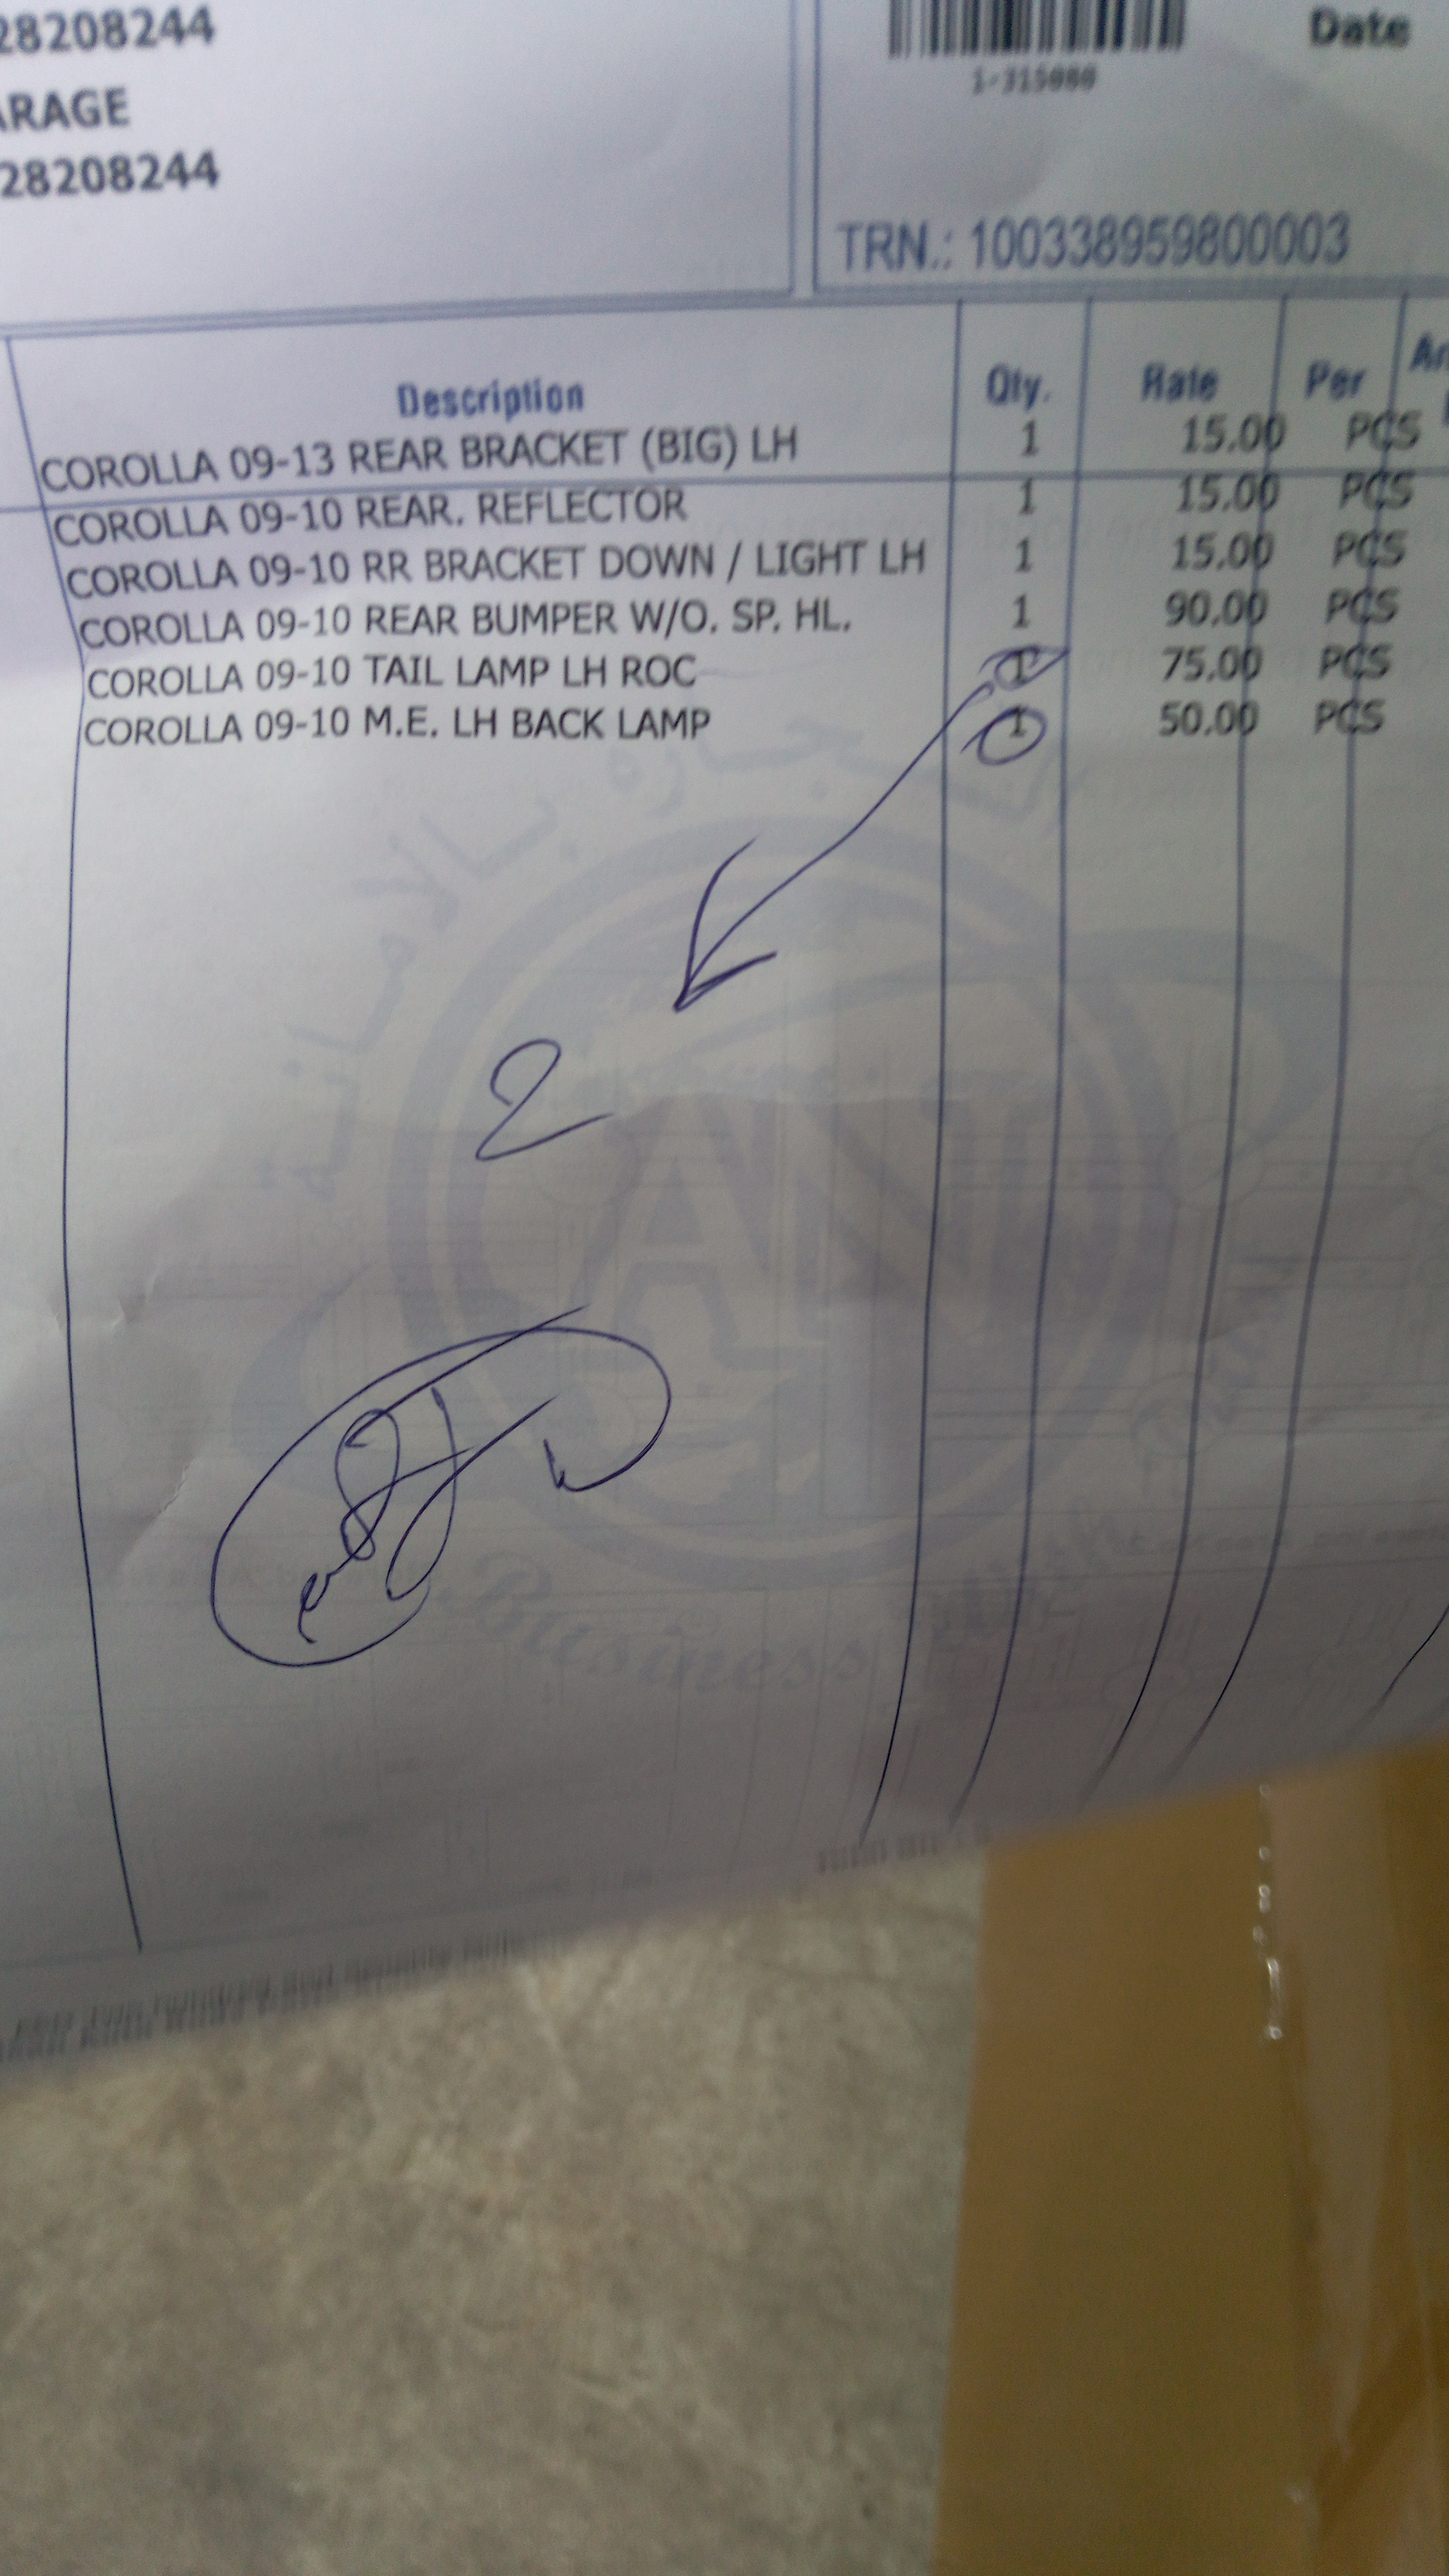 28208244
ARAGE
28208244
Date
1-315080
TRN.: 100338959800003
Description Qty. Rate Per
COROLLA 09-13 REAR BRACKET (BIG) LH 1 15.00 PCS
COROLLA 09-10 REAR. REFLECTOR 1 15.00 PCS
COROLLA 09-10 RR BRACKET DOWN / LIGHT LH 1 15.00 PCS
COROLLA 09-10 REAR BUMPER W/O. SP. HL. 1 90.00 PCS
COROLLA 09-10 TAIL LAMP LH ROC 1 75.00 PCS
COROLLA 09-10 M.E. LH BACK LAMP 1 50.00 PCS
2
Business